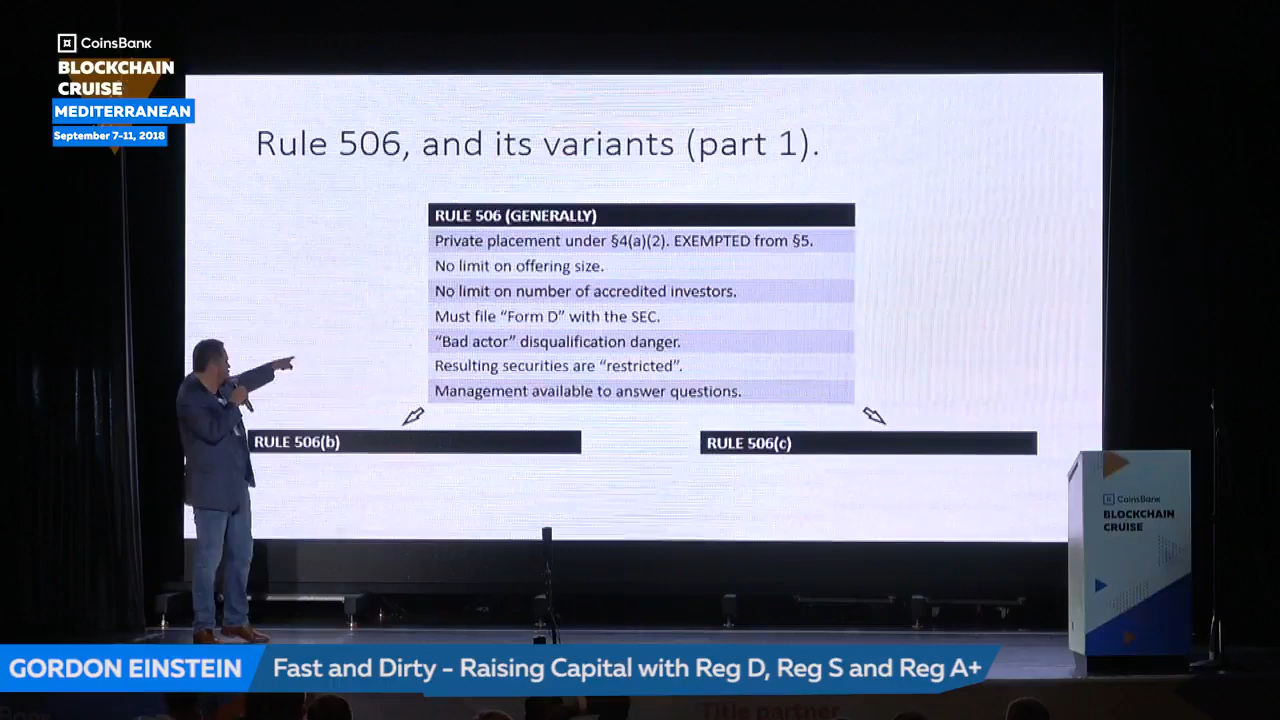 CoinsBank
BLOCKCHAIN
CRUISE
MEDITERRANEAN
September 7-11, 2018
Rule 506, and its variants (part 1).
RULE 506 (GENERALLY)
Private placement under §4(a)(2). EXEMPTED from §5.
No limit on offering size.
No limit on number of accredited investors.
Must file “Form D” with the SEC.
“Bad actor” disqualification danger.
Resulting securities are “restricted”.
Management available to answer questions.
RULE 506(b)
RULE 506(c)
CoinsBank
BLOCKCHAIN
CRUISE
GORDON EINSTEIN
Fast and Dirty - Raising Capital with Reg D, Reg S and Reg A+
Title partner